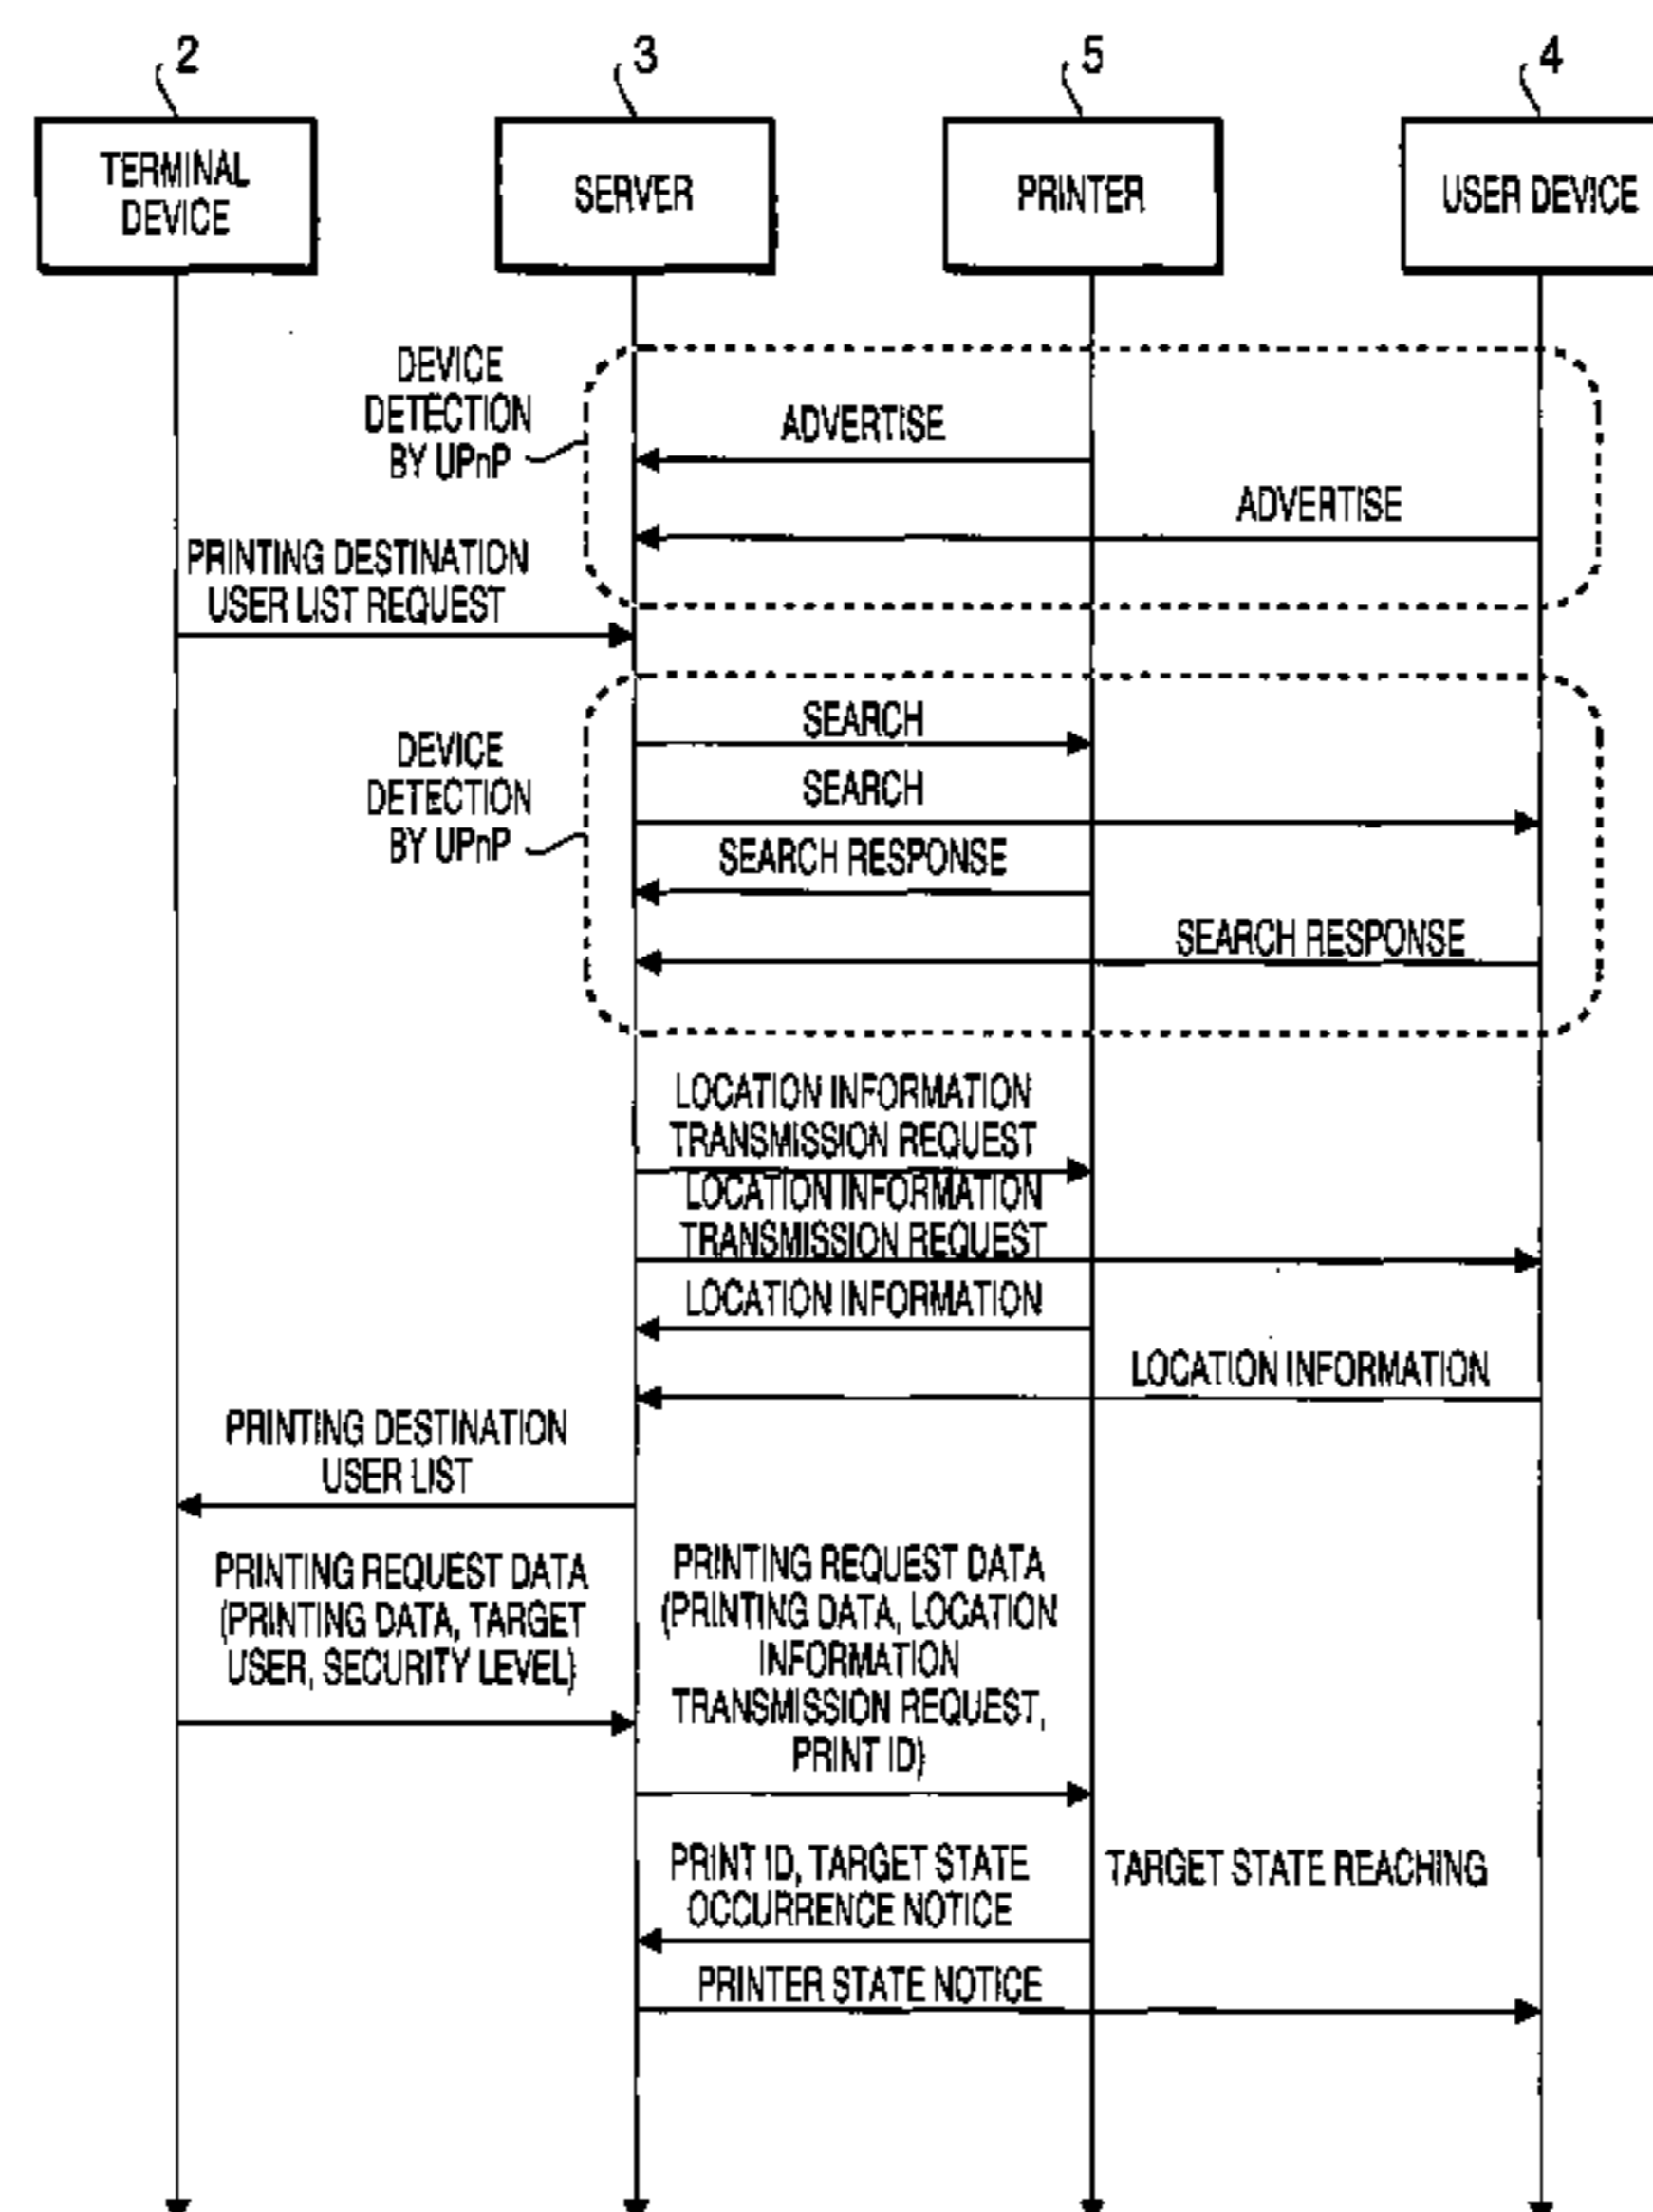 2
3
5
4
TERMINAL
DEVICE
SERVER
PRINTER
USER DEVICE
DEVICE
DETECTION
BY UPnP
ADVERTISE
ADVERTISE
PRINTING DESTINATION
USER LIST REQUEST
DEVICE
DETECTION
BY UPnP
SEARCH
SEARCH
SEARCH RESPONSE
SEARCH RESPONSE
LOCATION INFORMATION
TRANSMISSION REQUEST
LOCATION INFORMATION
TRANSMISSION REQUEST
LOCATION INFORMATION
LOCATION INFORMATION
PRINTING DESTINATION
USER LIST
PRINTING REQUEST DATA
(PRINTING DATA, TARGET
USER, SECURITY LEVEL)
PRINTING REQUEST DATA
(PRINTING DATA, LOCATION
INFORMATION
TRANSMISSION REQUEST,
PRINT ID)
PRINT ID, TARGET STATE
OCCURRENCE NOTICE
TARGET STATE REACHING
PRINTER STATE NOTICE